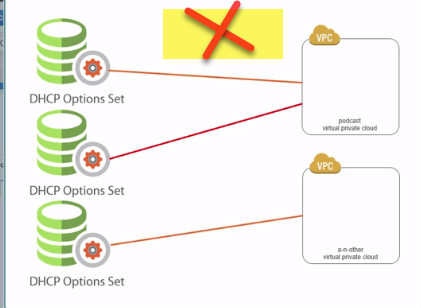 DHCP Options Set
VPC
podcast
virtual private cloud
DHCP Options Set
VPC
a-n-other
virtual private cloud
DHCP Options Set